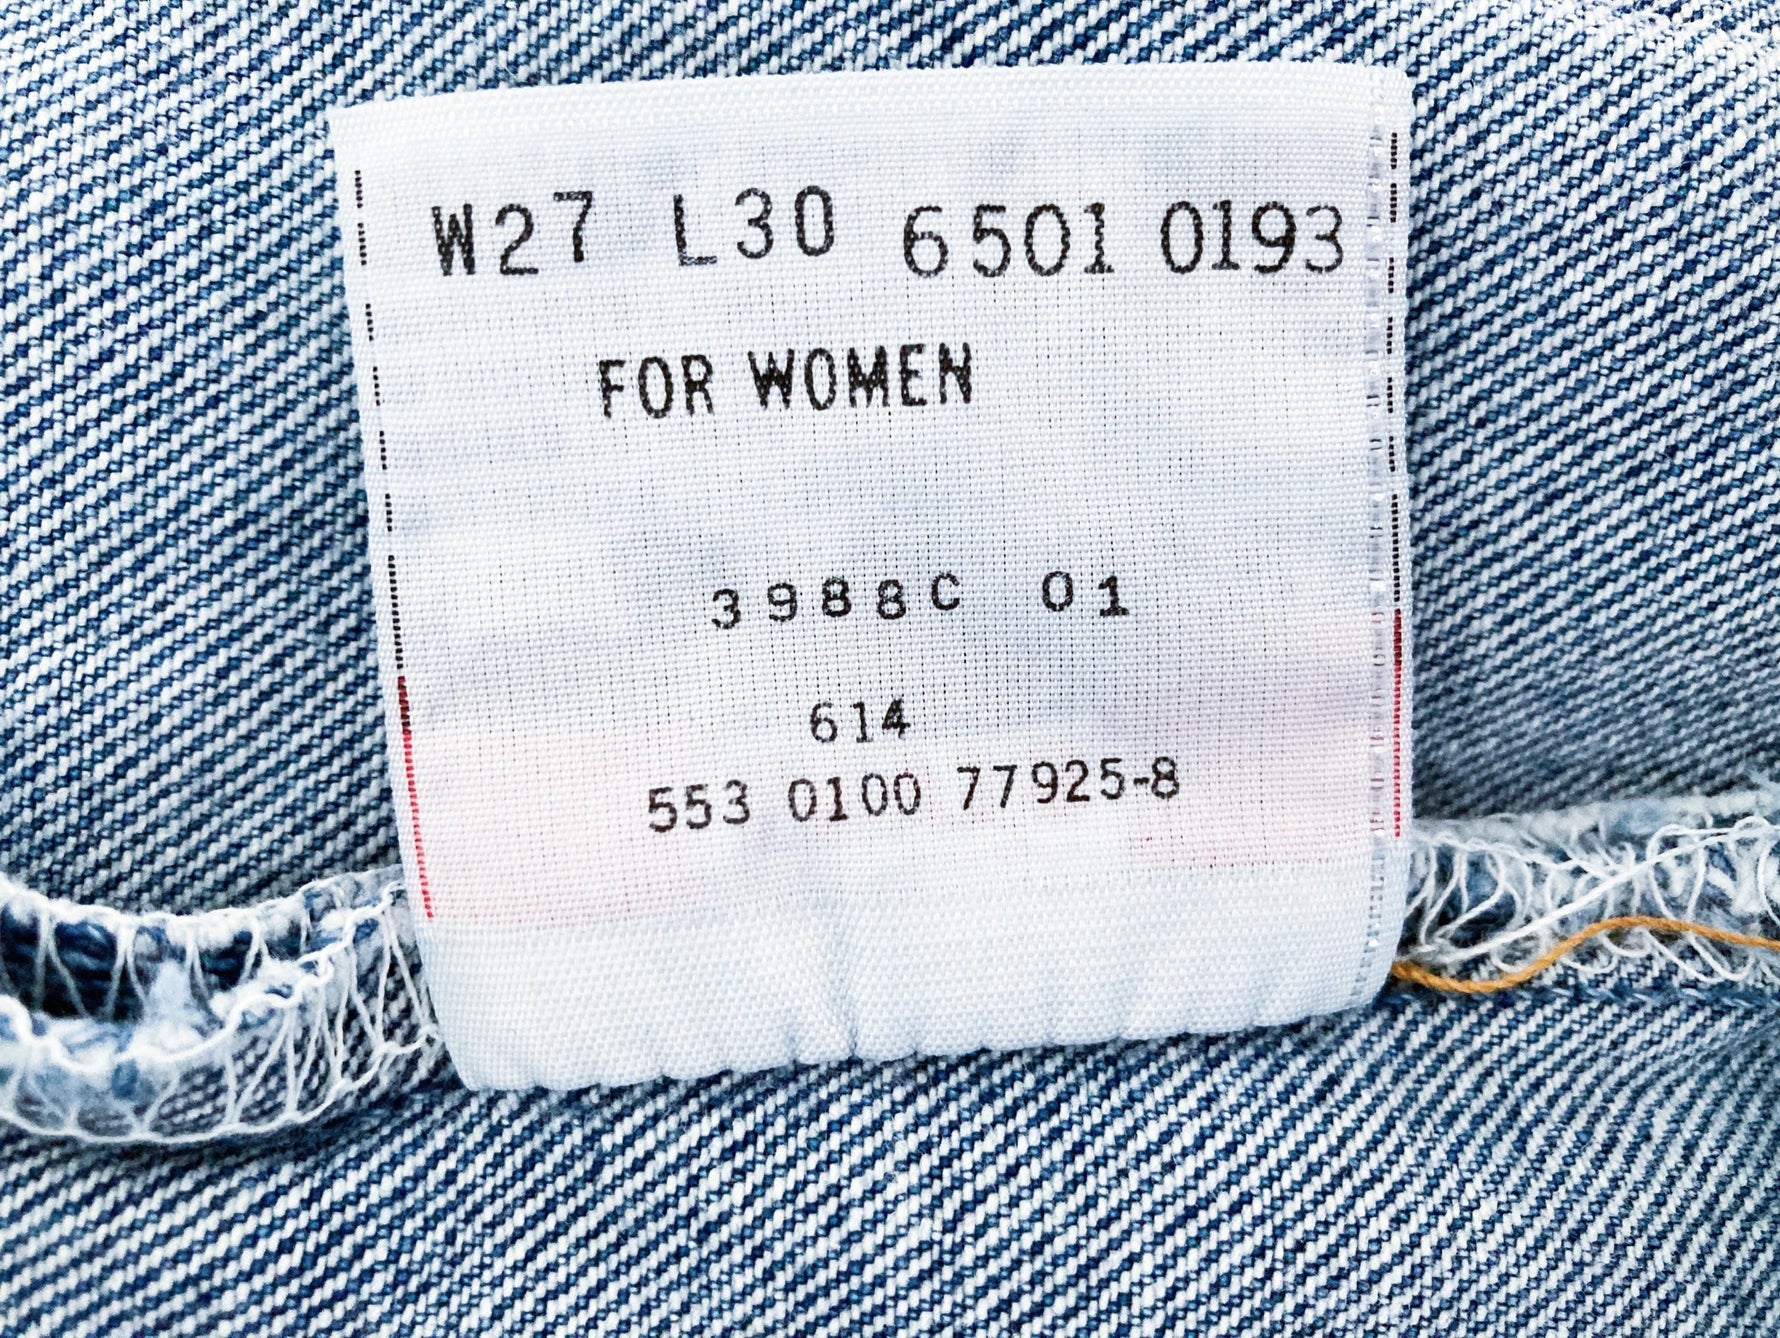 W27 L30 6501 0193
FOR WOMEN
3988C 01
614
553 0100 77925-8